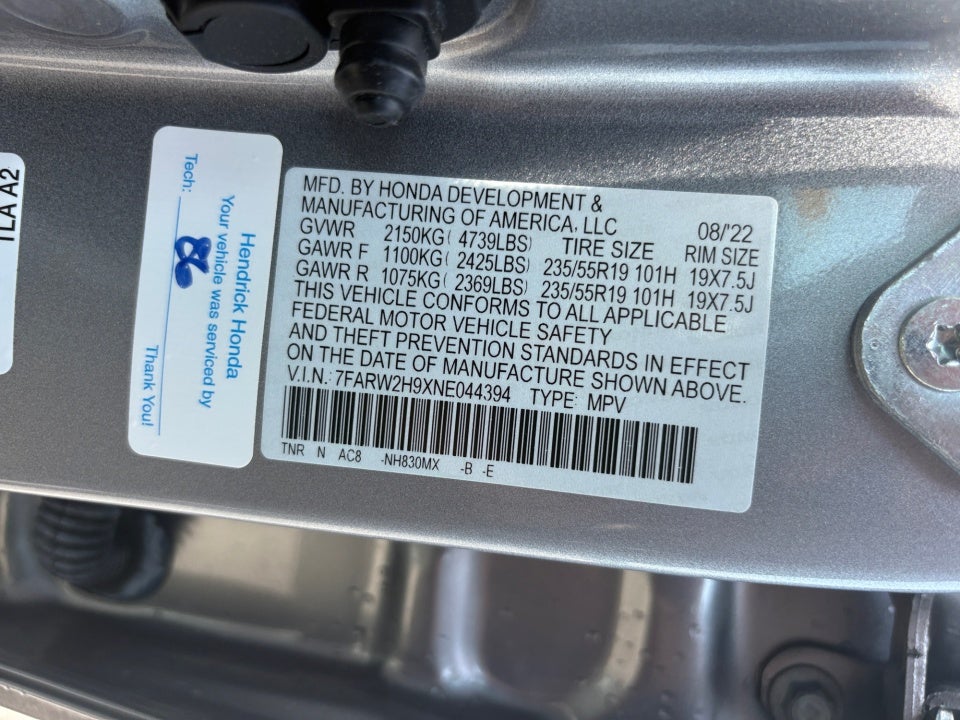 TLA A2
Hendrick Honda
Your vehicle was serviced by
Tech: 86
Thank You!
MFD. BY HONDA DEVELOPMENT &
MANUFACTURING OF AMERICA, LLC 08/'22
GVWR 2150KG( 4739LBS) TIRE SIZE RIM SIZE
GAWR F 1100KG( 2425LBS) 235/55R19 101H 19X7.5J
GAWR R 1075KG( 2369LBS) 235/55R19 101H 19X7.5J
THIS VEHICLE CONFORMS TO ALL APPLICABLE
FEDERAL MOTOR VEHICLE SAFETY
AND THEFT PREVENTION STANDARDS IN EFFECT
ON THE DATE OF MANUFACTURE SHOWN ABOVE.
V.I.N.: 7FARW2H9XNE044394 TYPE: MPV
TNR N AC8 -NH830MX -B -E